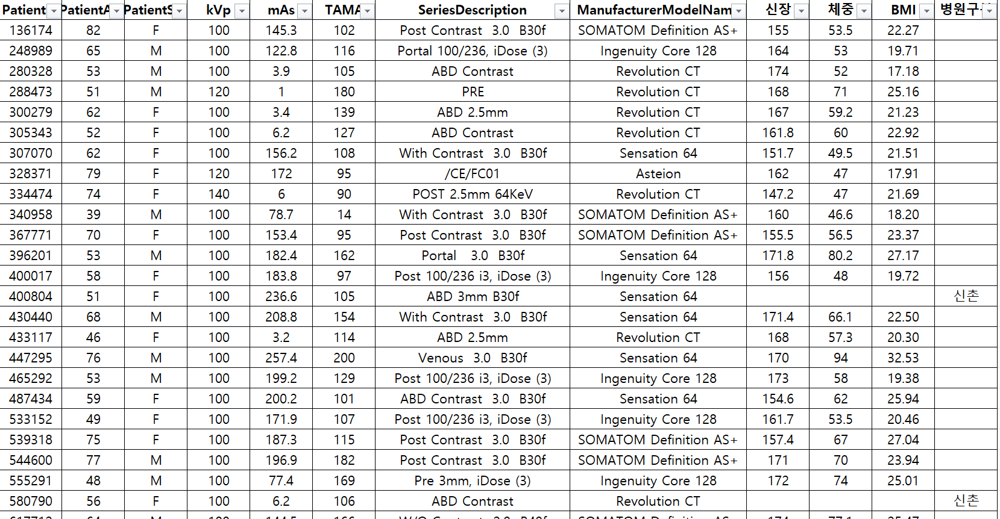 Patient PatientA PatientS kVp mAs TAMA SeriesDescription ManufacturerModelNam 신장 체중 BMI 병원구
136174 82 F 100 145.3 102 Post Contrast 3.0 B30f SOMATOM Definition AS+ 155 53.5 22.27
248989 65 M 100 122.8 116 Portal 100/236, iDose (3) Ingenuity Core 128 164 53 19.71
280328 53 M 100 3.9 105 ABD Contrast Revolution CT 174 52 17.18
288473 51 M 120 1 180 PRE Revolution CT 168 71 25.16
300279 62 F 100 3.4 139 ABD 2.5mm Revolution CT 167 59.2 21.23
305343 52 F 100 6.2 127 ABD Contrast Revolution CT 161.8 60 22.92
307070 62 F 100 156.2 108 With Contrast 3.0 B30f Sensation 64 151.7 49.5 21.51
328371 79 F 120 172 95 /CE/FC01 Asteion 162 47 17.91
334474 74 F 140 6 90 POST 2.5mm 64KeV Revolution CT 147.2 47 21.69
340958 39 M 100 78.7 14 With Contrast 3.0 B30f SOMATOM Definition AS+ 160 46.6 18.20
367771 70 F 100 153.4 95 Post Contrast 3.0 B30f SOMATOM Definition AS+ 155.5 56.5 23.37
396201 53 M 100 182.4 162 Portal 3.0 B30f Sensation 64 171.8 80.2 27.17
400017 58 F 100 183.8 97 Post 100/236 i3, iDose (3) Ingenuity Core 128 156 48 19.72
400804 51 F 100 236.6 105 ABD 3mm B30f Sensation 64 신촌
430440 68 M 100 208.8 154 With Contrast 3.0 B30f Sensation 64 171.4 66.1 22.50
433117 46 F 100 3.2 114 ABD 2.5mm Revolution CT 168 57.3 20.30
447295 76 M 100 257.4 200 Venous 3.0 B30f Sensation 64 170 94 32.53
465292 53 M 100 199.2 129 Post 100/236 i3, iDose (3) Ingenuity Core 128 173 58 19.38
487434 59 F 100 200.2 101 ABD Contrast 3.0 B30f Sensation 64 154.6 62 25.94
533152 49 F 100 171.9 107 Post 100/236 i3, iDose (3) Ingenuity Core 128 161.7 53.5 20.46
539318 75 F 100 187.3 115 Post Contrast 3.0 B30f SOMATOM Definition AS+ 157.4 67 27.04
544600 77 M 100 196.9 182 Post Contrast 3.0 B30f SOMATOM Definition AS+ 171 70 23.94
555291 48 M 100 77.4 169 Pre 3mm, iDose (3) Ingenuity Core 128 172 74 25.01
580790 56 F 100 6.2 106 ABD Contrast Revolution CT 신촌